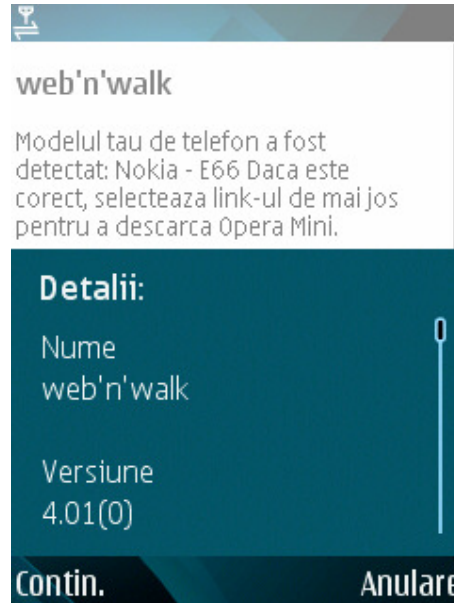 web'n'walk
Modelul tau de telefon a fost
detectat: Nokia - E66 Daca este
corect, selecteaza link-ul de mai jos
pentru a descarca Opera Mini.
Detalii:
Nume
web'n'walk
Versiune
4.01(0)
Contin.
Anulare